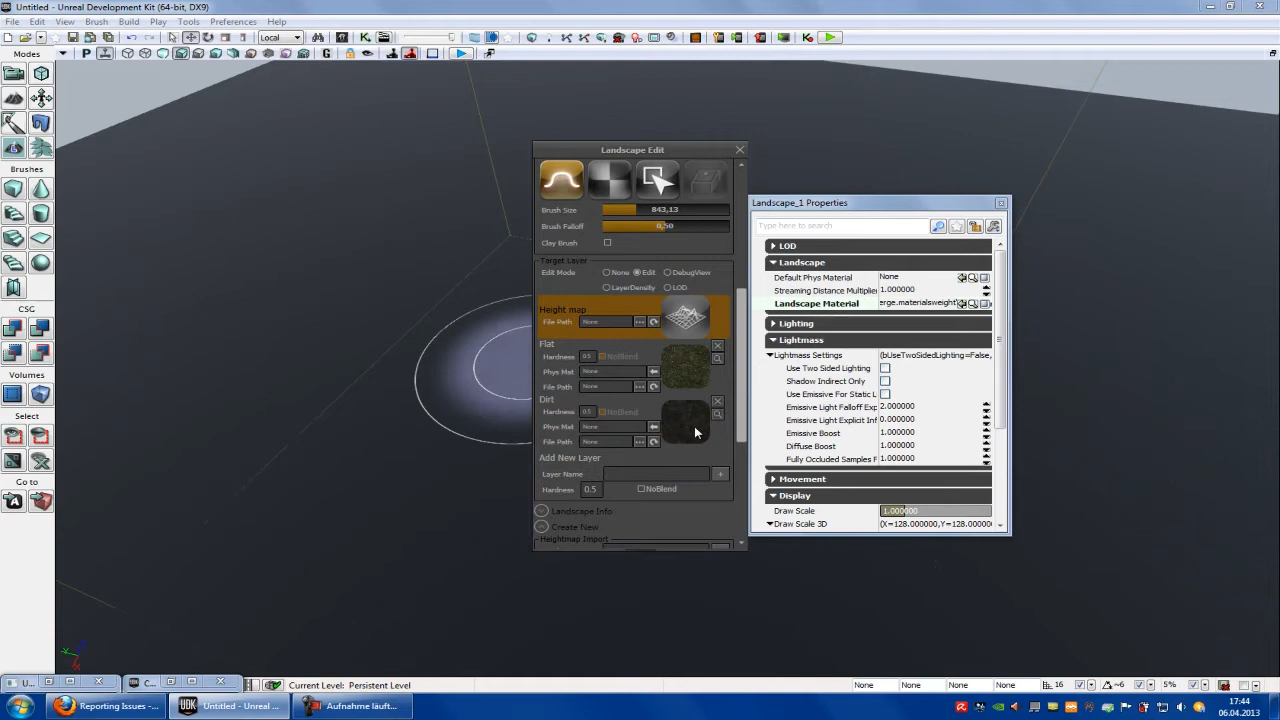 Untitled - Unreal Development Kit (64-bit, DX9)
File Edit View Brush Build Play Tools Preferences Help
Local
P
G
Modes
Brushes
CSG
Volumes
Select
Go to
Landscape Edit
Brush Size 843,13
Brush Falloff 0,50
Clay Brush
Target Layer
Edit Mode None Edit DebugView
LayerDensity LOD
Height map
File Path None ...
Flat
Hardness 0.5 NoBlend
Phys Mat None
File Path None ...
Dirt
Hardness 0.5 NoBlend
Phys Mat None
File Path None ...
Add New Layer
Layer Name +
Hardness 0.5 NoBlend
Landscape Info
Create New
Heightmap Import
Landscape_1 Properties
Type here to search
LOD
Landscape
Default Phys Material None
Streaming Distance Multiplier 1.000000
Landscape Material erge.materialsweight'
Lighting
Lightmass
Lightmass Settings (bUseTwoSidedLighting=False,
Use Two Sided Lighting
Shadow Indirect Only
Use Emissive For Static L
Emissive Light Falloff Exp 2.000000
Emissive Light Explicit Inf 0.000000
Emissive Boost 1.000000
Diffuse Boost 1.000000
Fully Occluded Samples F 1.000000
Movement
Display
Draw Scale 1.000000
Draw Scale 3D (X=128.000000,Y=128.0000
X Y Z
U... C...
Current Level: Persistent Level
None None None None 16 ~6 5%
Reporting Issues -... Untitled - Unreal ... Aufnahme läuft...
17:44
06.04.2013